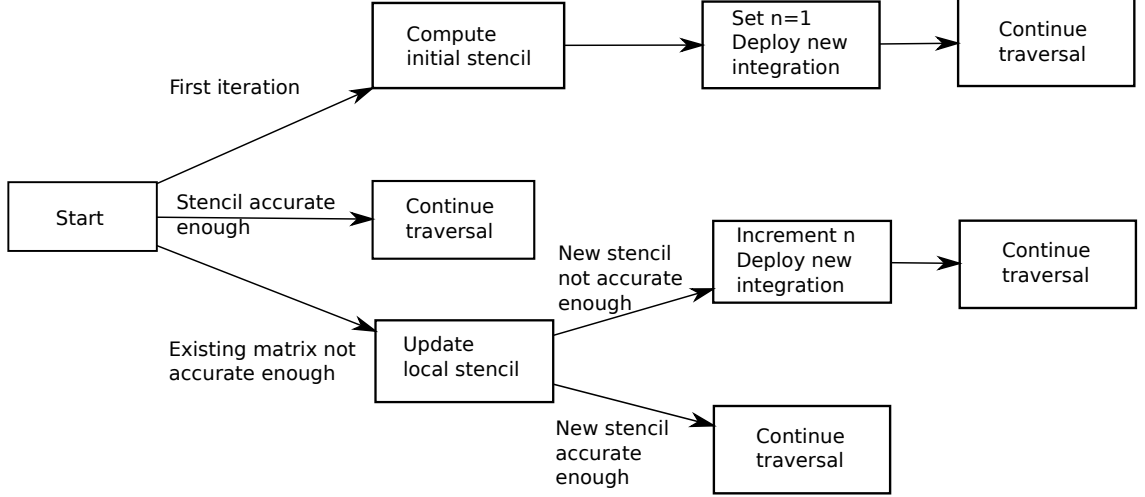 Compute
initial stencil
Set n=1
Deploy new
integration
Continue
traversal
First iteration
Start
Stencil accurate
enough
Continue
traversal
New stencil
not accurate
enough
Increment n
Deploy new
integration
Continue
traversal
Existing matrix not
accurate enough
Update
local stencil
New stencil
accurate
enough
Continue
traversal